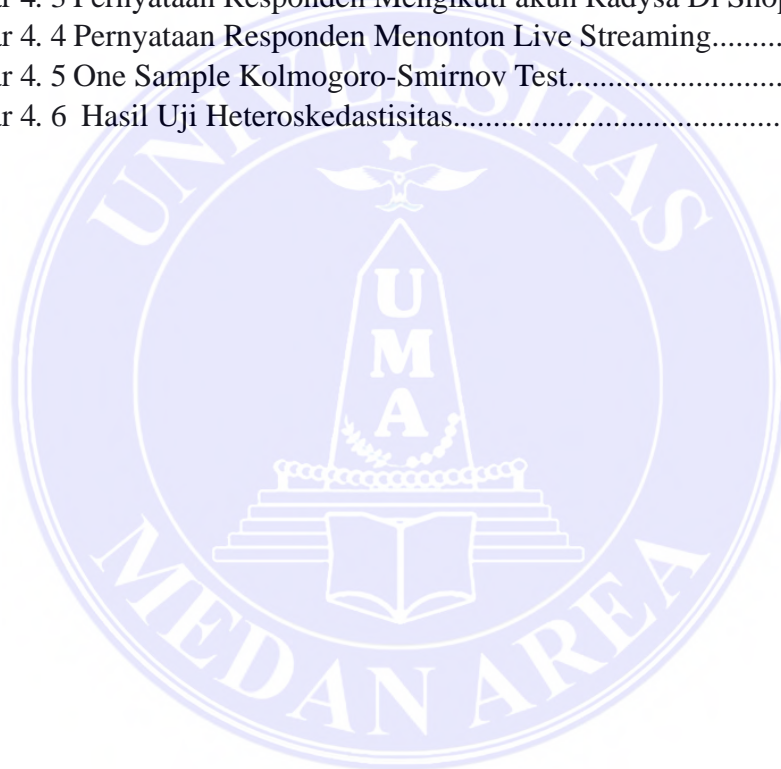 r 4. 3 Pernyataan Responden Mengikuti akun Radysa Di Shop
r 4. 4 Pernyataan Responden Menonton Live Streaming.........
r 4. 5 One Sample Kolmogoro-Smirnov Test...........................
r 4. 6 Hasil Uji Heteroskedastisitas.........................................
UNIVERSITAS
UMA
MEDAN AREA